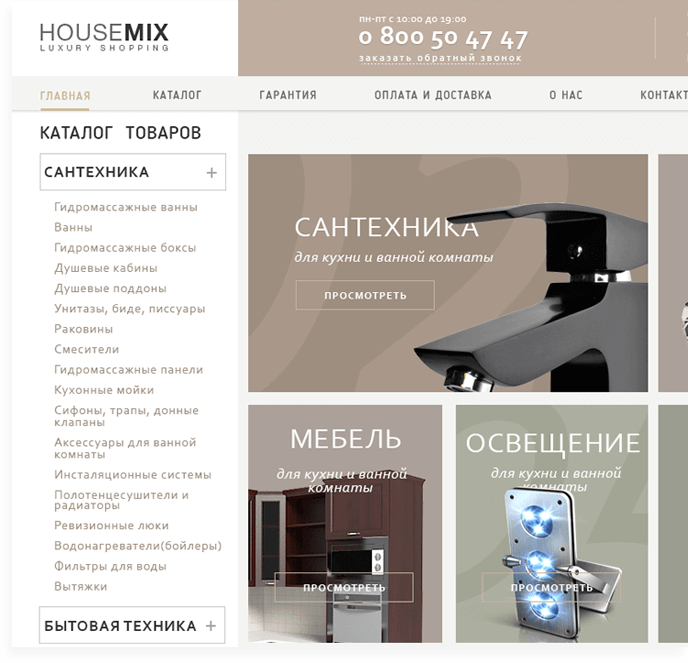 HOUSEMIX
LUXURY SHOPPING
пн-пт с 10:00 до 19:00
0 800 50 47 47
заказать обратный звонок
ГЛАВНАЯ
КАТАЛОГ
ГАРАНТИЯ
ОПЛАТА И ДОСТАВКА
О НАС
КОНТАКТ
КАТАЛОГ ТОВАРОВ
САНТЕХНИКА +
Гидромассажные ванны
Ванны
Гидромассажные боксы
Душевые кабины
Душевые поддоны
Унитазы, биде, писсуары
Раковины
Смесители
Гидромассажные панели
Кухонные мойки
Сифоны, трапы, донные
клапаны
Аксессуары для ванной
комнаты
Инсталяционные системы
Полотенцесушители и
радиаторы
Ревизионные люки
Водонагреватели(бойлеры)
Фильтры для воды
Вытяжки
БЫТОВАЯ ТЕХНИКА +
САНТЕХНИКА
для кухни и ванной комнаты
ПРОСМОТРЕТЬ
МЕБЕЛЬ
для кухни и ванной
комнаты
ПРОСМОТРЕТЬ
ОСВЕЩЕНИЕ
для кухни и ванной
комнаты
ПРОСМОТРЕТЬ